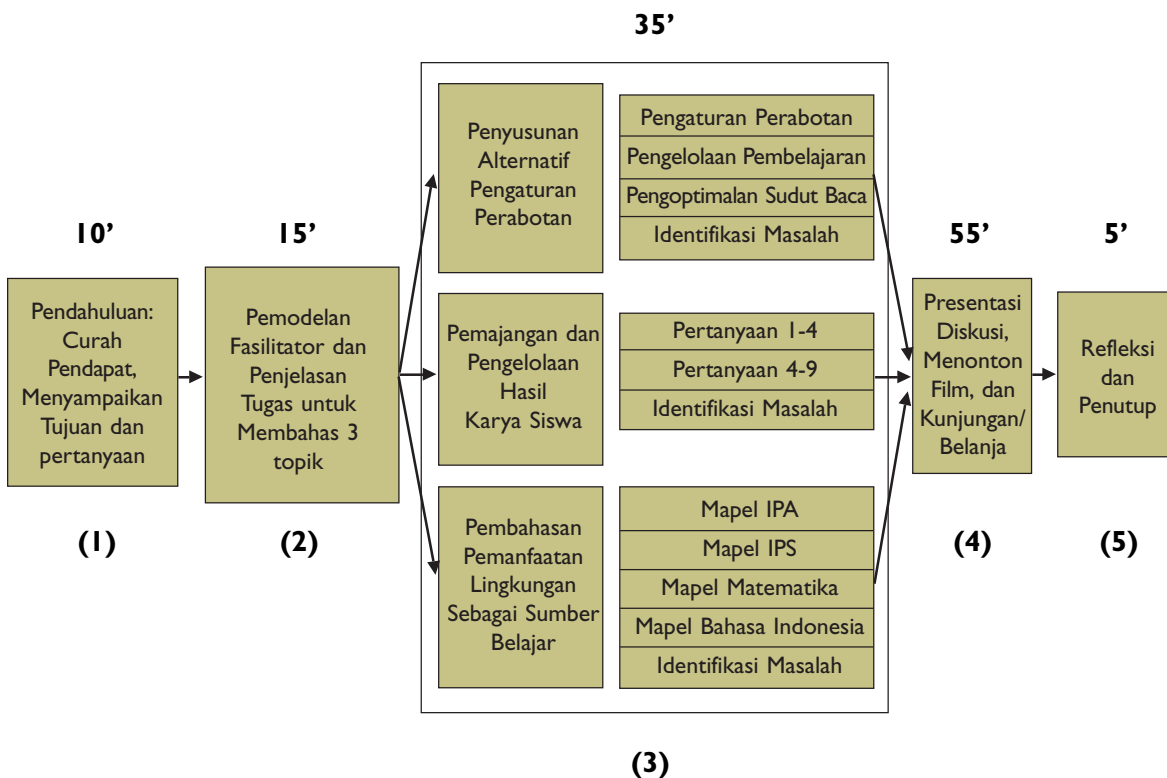 35’
10’
Pendahuluan:
Curah
Pendapat,
Menyampaikan
Tujuan dan
pertanyaan
(1)
15’
Pemodelan
Fasilitator dan
Penjelasan
Tugas untuk
Membahas 3
topik
(2)
Penyusunan
Alternatif
Pengaturan
Perabotan
Pengaturan Perabotan
Pengelolaan Pembelajaran
Pengoptimalan Sudut Baca
Identifikasi Masalah
Pemajangan dan
Pengelolaan
Hasil
Karya Siswa
Pertanyaan 1-4
Pertanyaan 4-9
Identifikasi Masalah
Pembahasan
Pemanfaatan
Lingkungan
Sebagai Sumber
Belajar
Mapel IPA
Mapel IPS
Mapel Matematika
Mapel Bahasa Indonesia
Identifikasi Masalah
(3)
55’
Presentasi
Diskusi,
Menonton
Film, dan
Kunjungan/
Belanja
(4)
5’
Refleksi
dan
Penutup
(5)